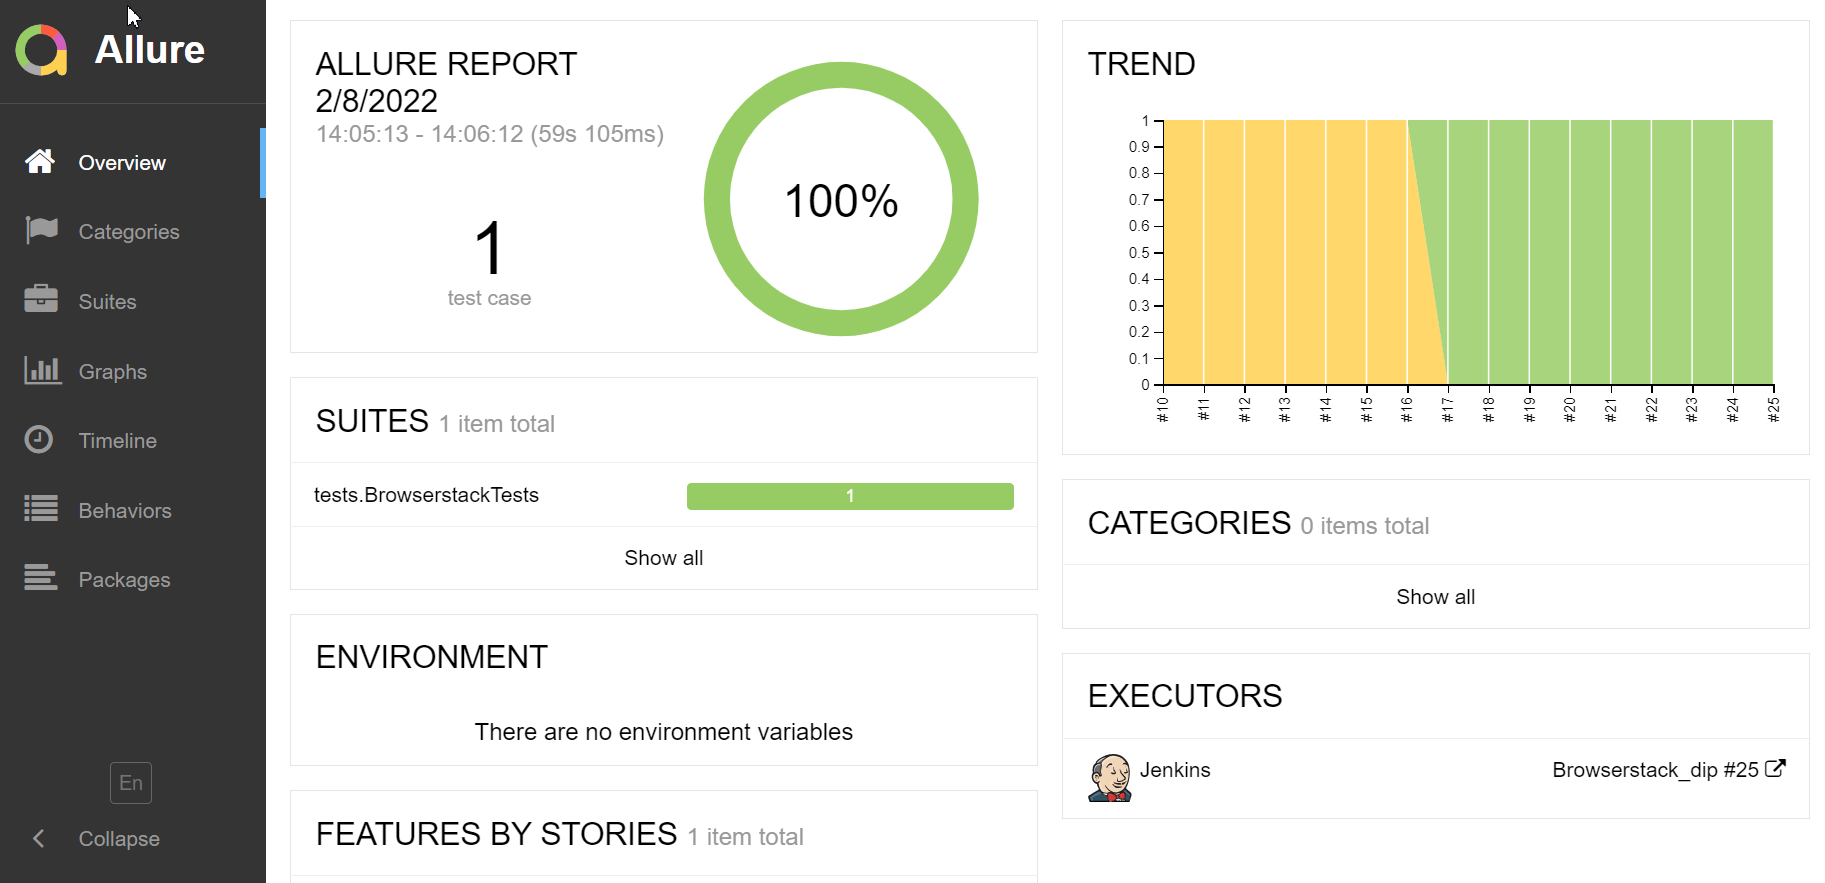 Allure
Overview
Categories
Suites
Graphs
Timeline
Behaviors
Packages
En
Collapse
ALLURE REPORT
2/8/2022
14:05:13 - 14:06:12 (59s 105ms)
1
test case
100%
SUITES 1 item total
tests.BrowserstackTests 1
Show all
ENVIRONMENT
There are no environment variables
FEATURES BY STORIES 1 item total
TREND
1
0.9
0.8
0.7
0.6
0.5
0.4
0.3
0.2
0.1
0
#10 #11 #12 #13 #14 #15 #16 #17 #18 #19 #20 #21 #22 #23 #24 #25
CATEGORIES 0 items total
Show all
EXECUTORS
Jenkins Browserstack_dip #25